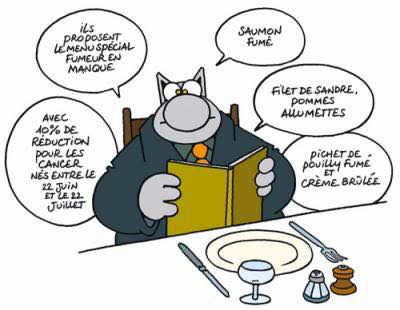 ILS
PROPOSENT
LE MENU SPÉCIAL
FUMEUR EN
MANQUE
SAUMON
FUMÉ
FILET DE SANDRE,
POMMES
ALLUMETTES
AVEC
10% DE
RÉDUCTION
POUR LES
CANCER
NÉS ENTRE LE
22 JUIN
ET LE 22
JUILLET
PICHET DE
POUILLY FUMÉ
ET
CRÈME BRÛLÉE